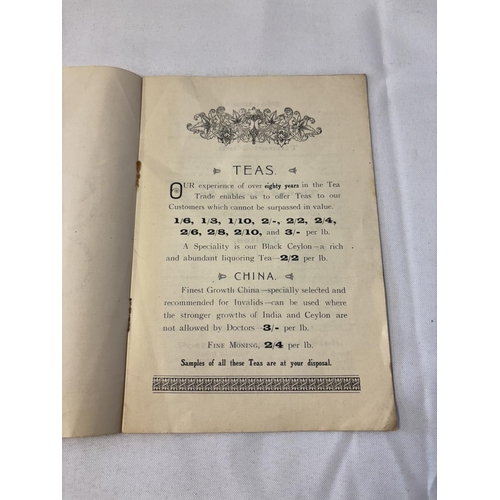 TEAS.
OUR experience of over eighty years in the Tea
Trade enables us to offer Teas to our
Customers which cannot be surpassed in value.
1/6, 1/8, 1/10, 2/-, 2/2, 2/4,
2/6, 2/8, 2/10, and 3/- per lb.
A Speciality is our Black Ceylon—a rich
and abundant liquoring Tea—2/2 per lb.
CHINA.
Finest Growth China—specially selected and
recommended for Invalids—can be used where
the stronger growths of India and Ceylon are
not allowed by Doctors—3/- per lb.
FINE MONING, 2/4 per lb.
Samples of all these Teas are at your disposal.